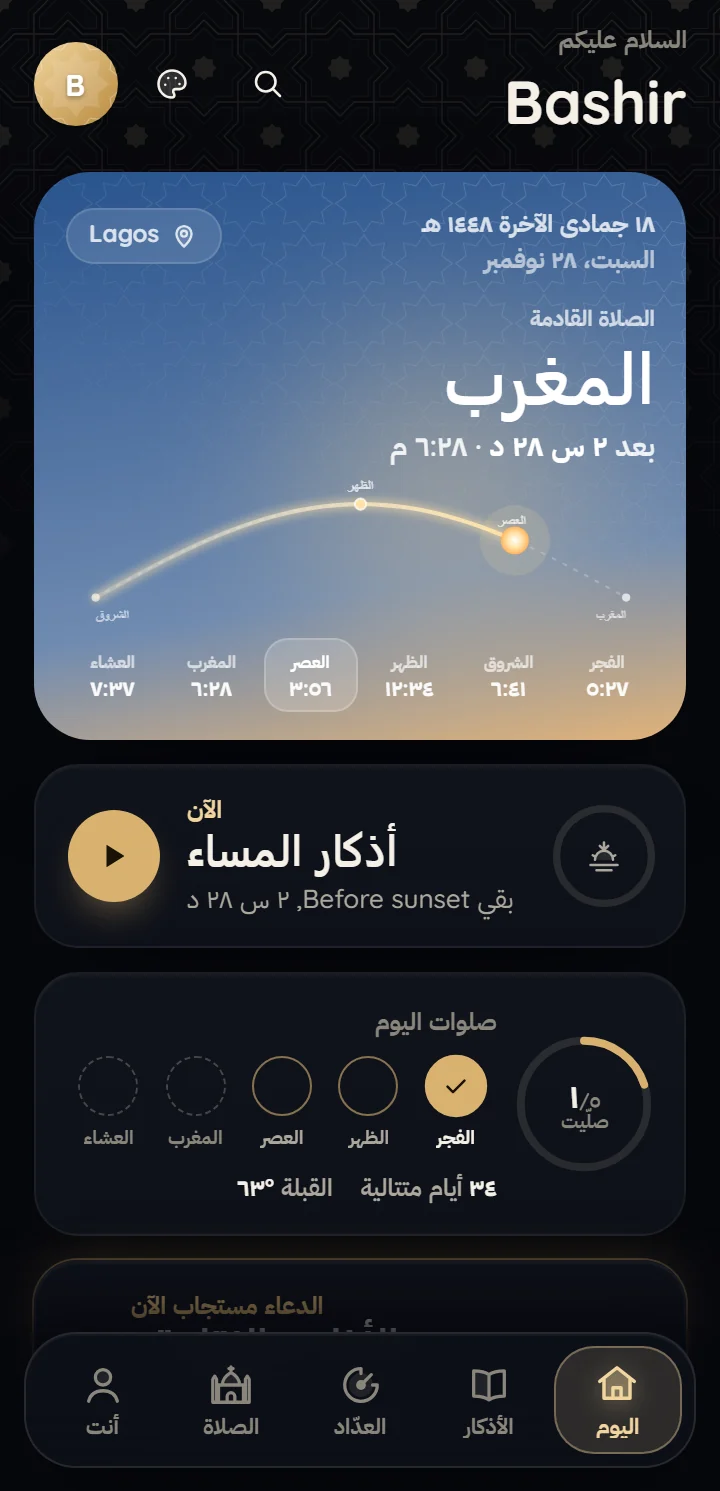 السلام عليكم
Bashir
B
١٨ جمادى الآخرة ١٤٤٨ هـ
السبت، ٢٨ نوفمبر
Lagos
الصلاة القادمة
المغرب
بعد ٢ س ٢٨ د · ٦:٢٨ م
الظهر
العصر
الشروق
المغرب
الفجر الشروق الظهر العصر المغرب العشاء
٥:٢٧ ٦:٤١ ١٢:٣٤ ٣:٥٦ ٦:٢٨ ٧:٣٧
الآن
أذكار المساء
بقي Before sunset, ٢ س ٢٨ د
صلوات اليوم
١/٥
صلّيت
الفجر الظهر العصر المغرب العشاء
٣٤ أيام متتالية القبلة ٦٣°
الدعاء مستجاب الآن
اليوم الأذكار العدّاد الصلاة أنت